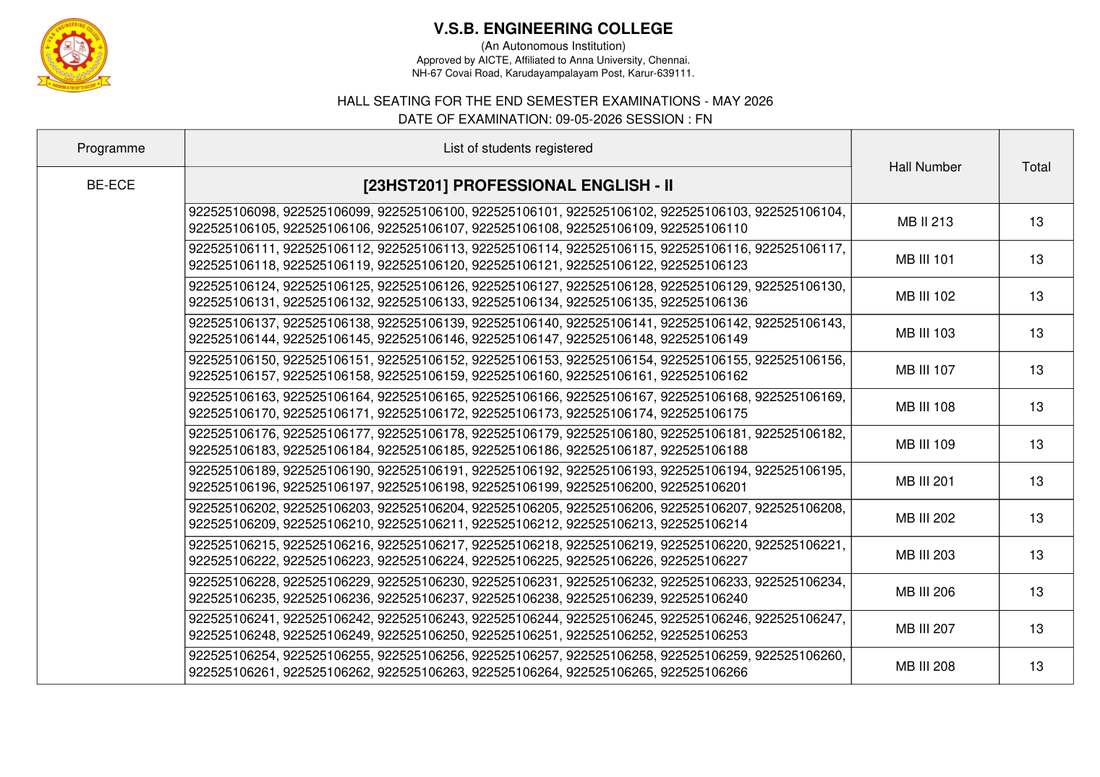 V.S.B. ENGINEERING COLLEGE
(An Autonomous Institution)
Approved by AICTE, Affiliated to Anna University, Chennai.
NH-67 Covai Road, Karudayampalayam Post, Karur-639111.
HALL SEATING FOR THE END SEMESTER EXAMINATIONS - MAY 2026
DATE OF EXAMINATION: 09-05-2026 SESSION : FN
Programme List of students registered Hall Number Total
BE-ECE [23HST201] PROFESSIONAL ENGLISH - II
922525106098, 922525106099, 922525106100, 922525106101, 922525106102, 922525106103, 922525106104,
922525106105, 922525106106, 922525106107, 922525106108, 922525106109, 922525106110
MB II 213 13
922525106111, 922525106112, 922525106113, 922525106114, 922525106115, 922525106116, 922525106117,
922525106118, 922525106119, 922525106120, 922525106121, 922525106122, 922525106123
MB III 101 13
922525106124, 922525106125, 922525106126, 922525106127, 922525106128, 922525106129, 922525106130,
922525106131, 922525106132, 922525106133, 922525106134, 922525106135, 922525106136
MB III 102 13
922525106137, 922525106138, 922525106139, 922525106140, 922525106141, 922525106142, 922525106143,
922525106144, 922525106145, 922525106146, 922525106147, 922525106148, 922525106149
MB III 103 13
922525106150, 922525106151, 922525106152, 922525106153, 922525106154, 922525106155, 922525106156,
922525106157, 922525106158, 922525106159, 922525106160, 922525106161, 922525106162
MB III 107 13
922525106163, 922525106164, 922525106165, 922525106166, 922525106167, 922525106168, 922525106169,
922525106170, 922525106171, 922525106172, 922525106173, 922525106174, 922525106175
MB III 108 13
922525106176, 922525106177, 922525106178, 922525106179, 922525106180, 922525106181, 922525106182,
922525106183, 922525106184, 922525106185, 922525106186, 922525106187, 922525106188
MB III 109 13
922525106189, 922525106190, 922525106191, 922525106192, 922525106193, 922525106194, 922525106195,
922525106196, 922525106197, 922525106198, 922525106199, 922525106200, 922525106201
MB III 201 13
922525106202, 922525106203, 922525106204, 922525106205, 922525106206, 922525106207, 922525106208,
922525106209, 922525106210, 922525106211, 922525106212, 922525106213, 922525106214
MB III 202 13
922525106215, 922525106216, 922525106217, 922525106218, 922525106219, 922525106220, 922525106221,
922525106222, 922525106223, 922525106224, 922525106225, 922525106226, 922525106227
MB III 203 13
922525106228, 922525106229, 922525106230, 922525106231, 922525106232, 922525106233, 922525106234,
922525106235, 922525106236, 922525106237, 922525106238, 922525106239, 922525106240
MB III 206 13
922525106241, 922525106242, 922525106243, 922525106244, 922525106245, 922525106246, 922525106247,
922525106248, 922525106249, 922525106250, 922525106251, 922525106252, 922525106253
MB III 207 13
922525106254, 922525106255, 922525106256, 922525106257, 922525106258, 922525106259, 922525106260,
922525106261, 922525106262, 922525106263, 922525106264, 922525106265, 922525106266
MB III 208 13